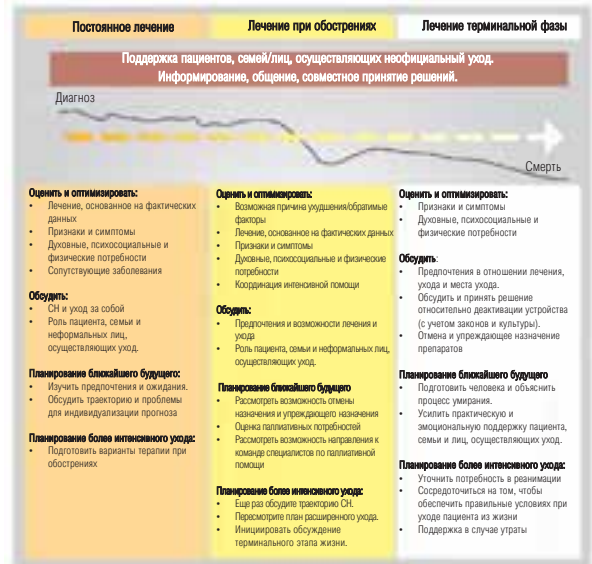 Постоянное лечение
Лечение при обострениях
Лечение терминальной фазы
Поддержка пациентов, семей/лиц, осуществляющих неофициальный уход.
Информирование, общение, совместное принятие решений.
Диагноз
Смерть
Оценить и оптимизировать:
• Лечение, основанное на фактических
данных
• Признаки и симптомы
• Духовные, психосоциальные и
физические потребности
• Сопутствующие заболевания
Обсудить:
• СН и уход за собой
• Роль пациента, семьи и
неформальных лиц,
осуществляющих уход.
Планирование ближайшего будущего:
• Изучить предпочтения и ожидания.
• Обсудить траекторию и проблемы
для индивидуализации прогноза
Планирование более интенсивного ухода:
• Подготовить варианты терапии при
обострениях
Оценить и оптимизировать:
• Возможная причина ухудшения/обратимые
факторы
• Лечение, основанное на фактических данных
• Признаки и симптомы
• Духовные, психосоциальные и физические
потребности
• Координация интенсивной помощи
Обсудить:
• Предпочтения и возможности лечения и
ухода
• Роль пациента, семьи и неформальных лиц,
осуществляющих уход.
Планирование ближайшего будущего
• Рассмотреть возможность отмены
назначения и упреждающего назначения
• Оценка паллиативных потребностей
• Рассмотреть возможность направления к
команде специалистов по паллиативной
помощи
Планирование более интенсивного ухода:
• Еще раз обсудите траекторию СН.
• Пересмотрите план расширенного ухода.
• Инициировать обсуждение
терминального этапа жизни.
Оценить и оптимизировать:
• Признаки и симптомы
• Духовные, психосоциальные и
физические потребности
Обсудить:
• Предпочтения в отношении лечения,
ухода и места ухода.
• Обсудить и принять решение
относительно деактивации устройства
(с учетом законов и культуры).
• Отмена и упреждающее назначение
препаратов
Планирование ближайшего будущего
• Подготовить человека и объяснить
процесс умирания.
• Усилить практическую и
эмоциональную поддержку пациента,
семьи и лиц, осуществляющих уход.
Планирование более интенсивного ухода:
• Уточнить потребность в реанимации
• Сосредоточиться на том, чтобы
обеспечить правильные условиях при
уходе пациента из жизни
• Поддержка в случае утраты